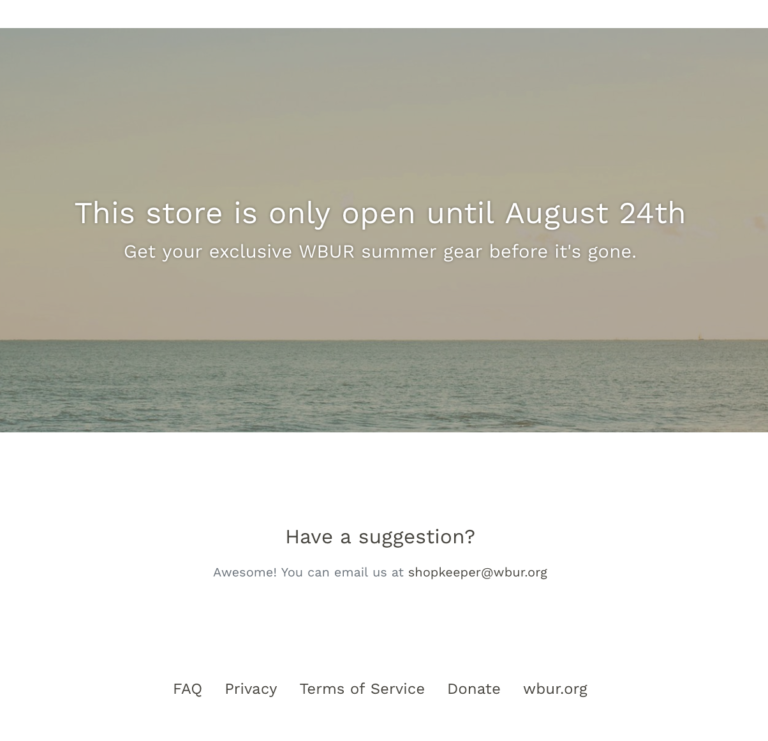 This store is only open until August 24th
Get your exclusive WBUR summer gear before it's gone.
Have a suggestion?
Awesome! You can email us at shopkeeper@wbur.org
FAQ Privacy Terms of Service Donate wbur.org